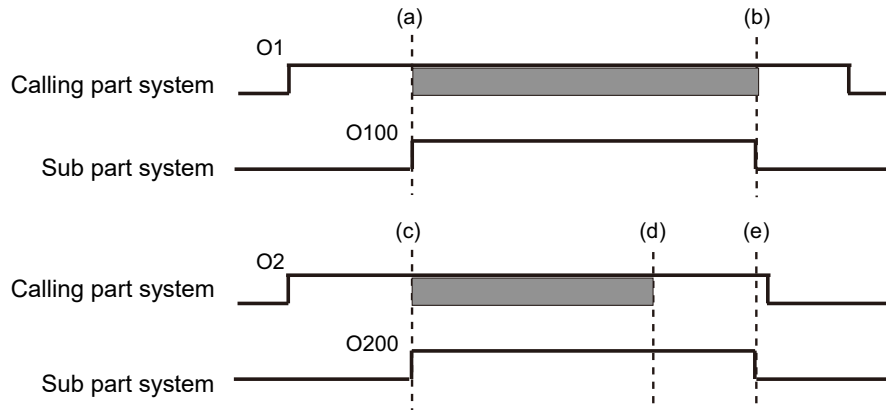 (a) (b)
O1
Calling part system
O100
Sub part system
(c) (d) (e)
O2
Calling part system
O200
Sub part system